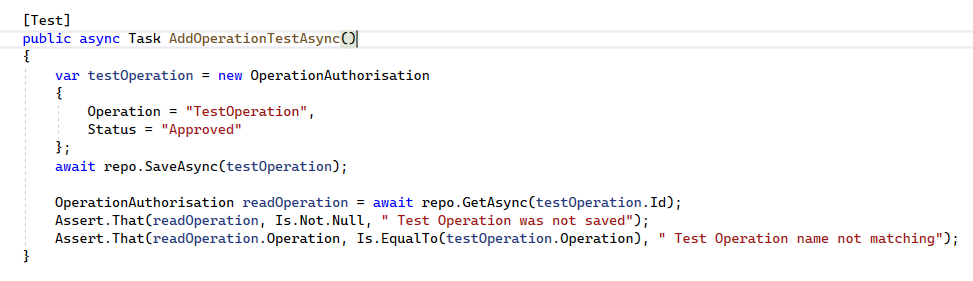 [Test]
public async Task AddOperationTestAsync()
{
    var testOperation = new OperationAuthorisation
    {
        Operation = "TestOperation",
        Status = "Approved"
    };
    await repo.SaveAsync(testOperation);

    OperationAuthorisation readOperation = await repo.GetAsync(testOperation.Id);
    Assert.That(readOperation, Is.Not.Null, " Test Operation was not saved");
    Assert.That(readOperation.Operation, Is.EqualTo(testOperation.Operation), " Test Operation name not matching");
}